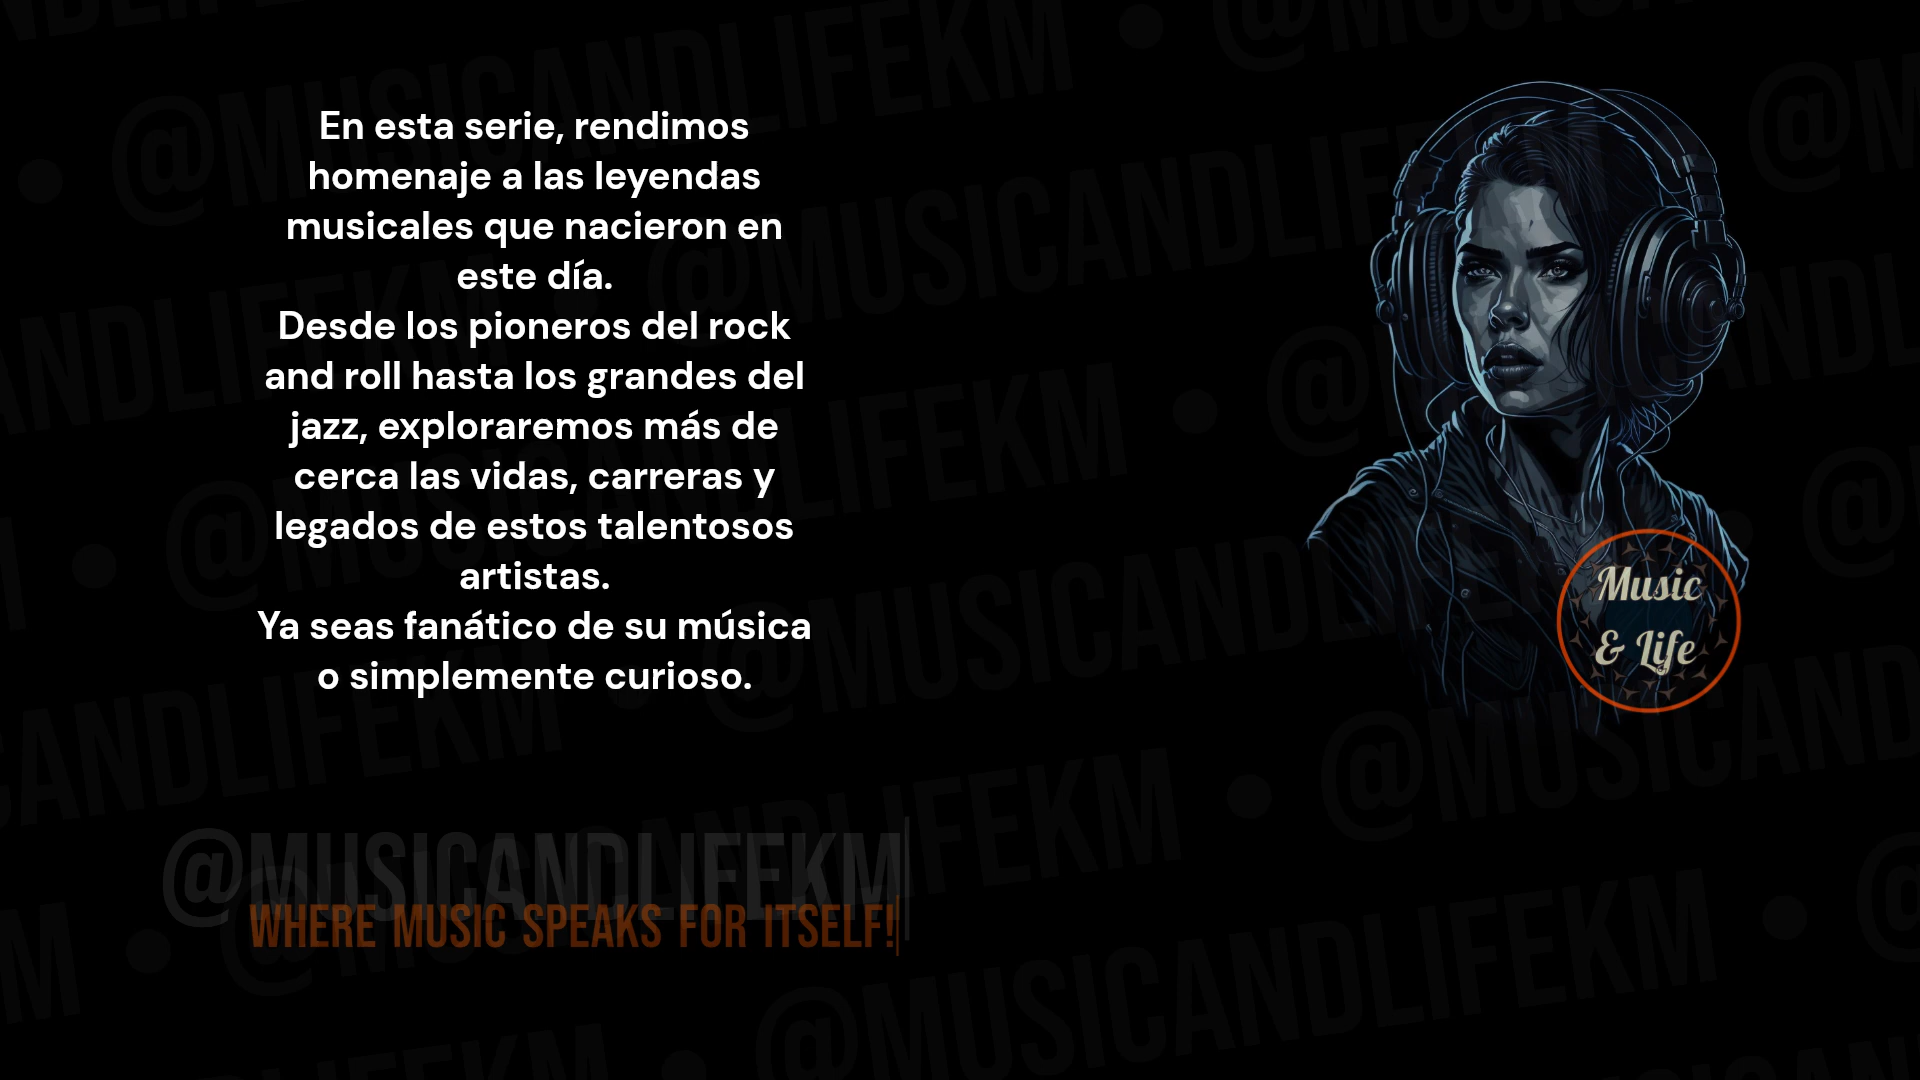 En esta serie, rendimos
homenaje a las leyendas
musicales que nacieron en
este día.
Desde los pioneros del rock
and roll hasta los grandes del
jazz, exploraremos más de
cerca las vidas, carreras y
legados de estos talentosos
artistas.
Ya seas fanático de su música
o simplemente curioso.
Music
& Life
@MUSICANDLIFEKM
WHERE MUSIC SPEAKS FOR ITSELF!